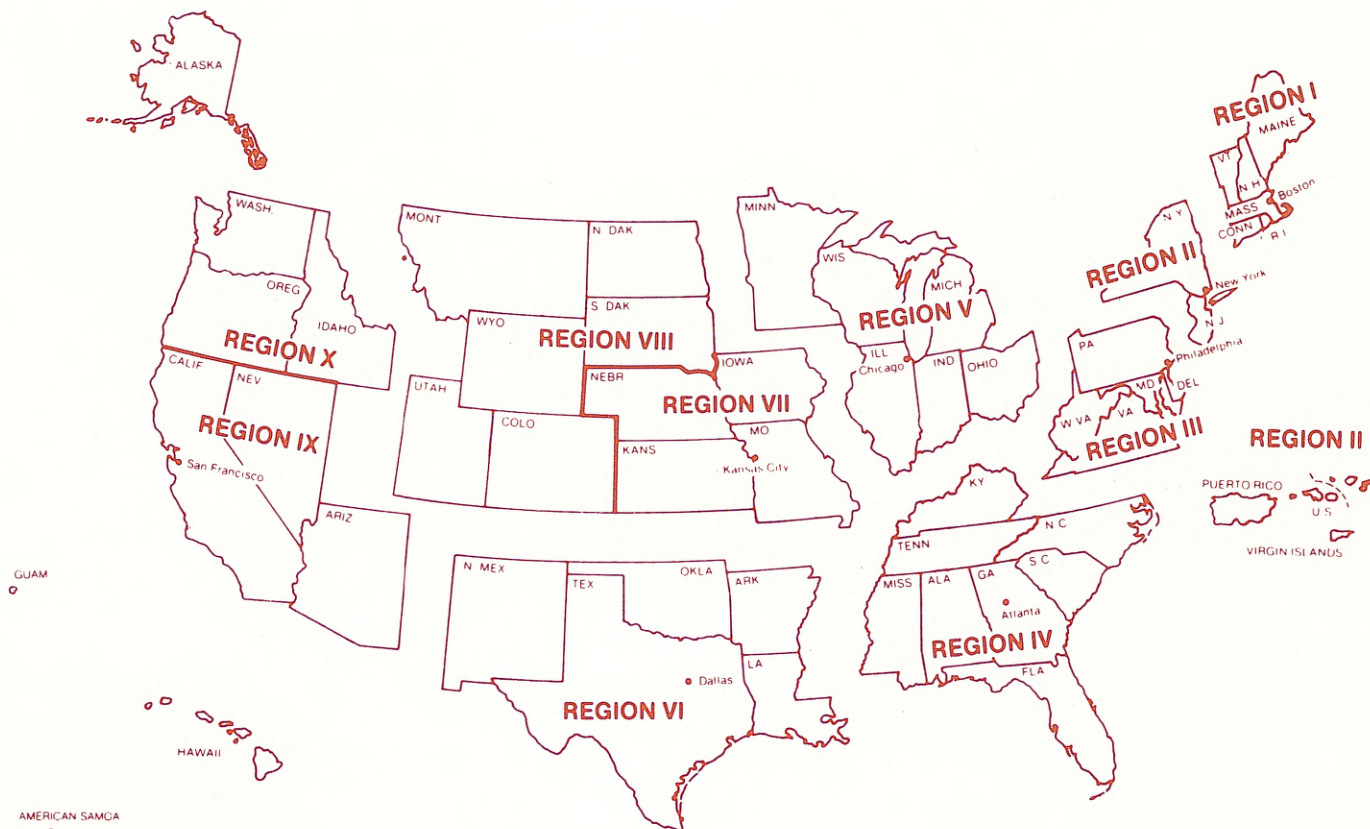 ALASKA
REGION I
MAINE
VT
N H
Boston
MASS
CONN
R I
WASH.
MONT
N DAK
MINN
N Y
WIS
REGION II
MICH
New York
OREG
S DAK
REGION V
N J
WYO
IDAHO
REGION X
REGION VIII
PA
CALIF
ILL
Philadelphia
Chicago
IND
OHIO
NEV
UTAH
NEBR
IOWA
MD
DEL
REGION VII
W VA
VA
COLO
REGION IX
MO
REGION III
REGION II
KANS
San Francisco
Kansas City
KY
PUERTO RICO
U S
ARIZ
N C
TENN
VIRGIN ISLANDS
S C
GUAM
N MEX
OKLA
TEX
ARK
MISS
ALA
GA
Atlanta
REGION IV
LA
FLA
Dallas
REGION VI
HAWAII
AMERICAN SAMOA